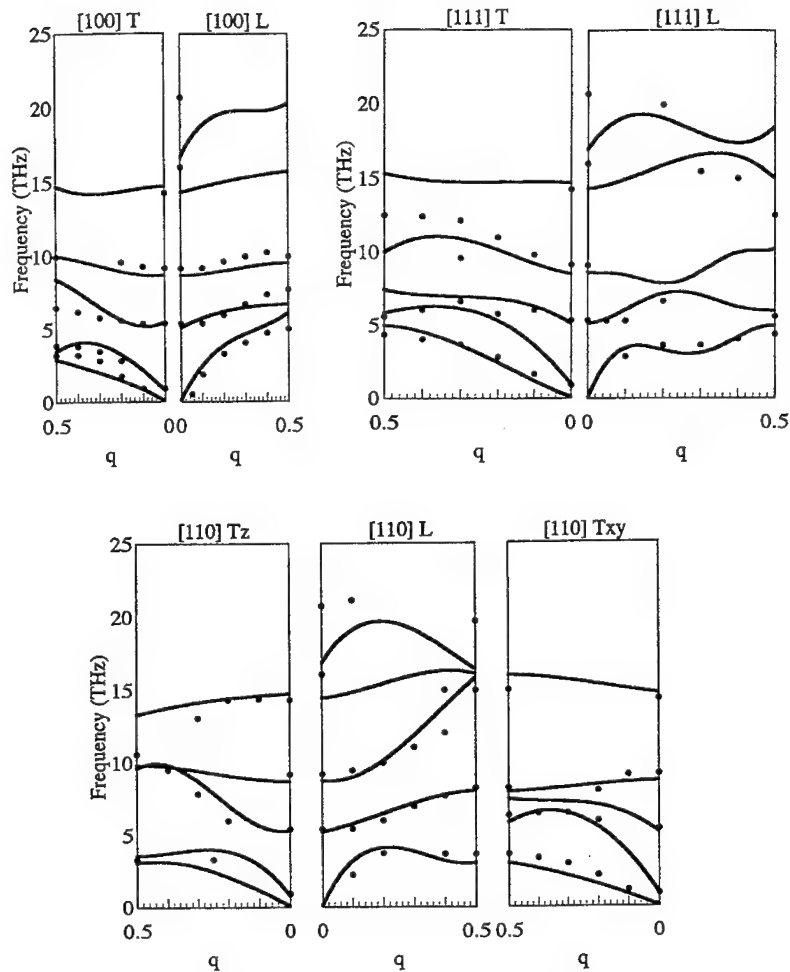 [100] T [100] L [111] T [111] L
25 25
20 20
15 15
10 10
5 5
0 0
Frequency (THz) Frequency (THz)
0.5 0 0 0.5 0.5 0 0 0.5
q q q q
[110] Tz [110] L [110] Txy
25
20
15
10
5
0
Frequency (THz)
0.5 0 0 0.5 0.5 0
q q q